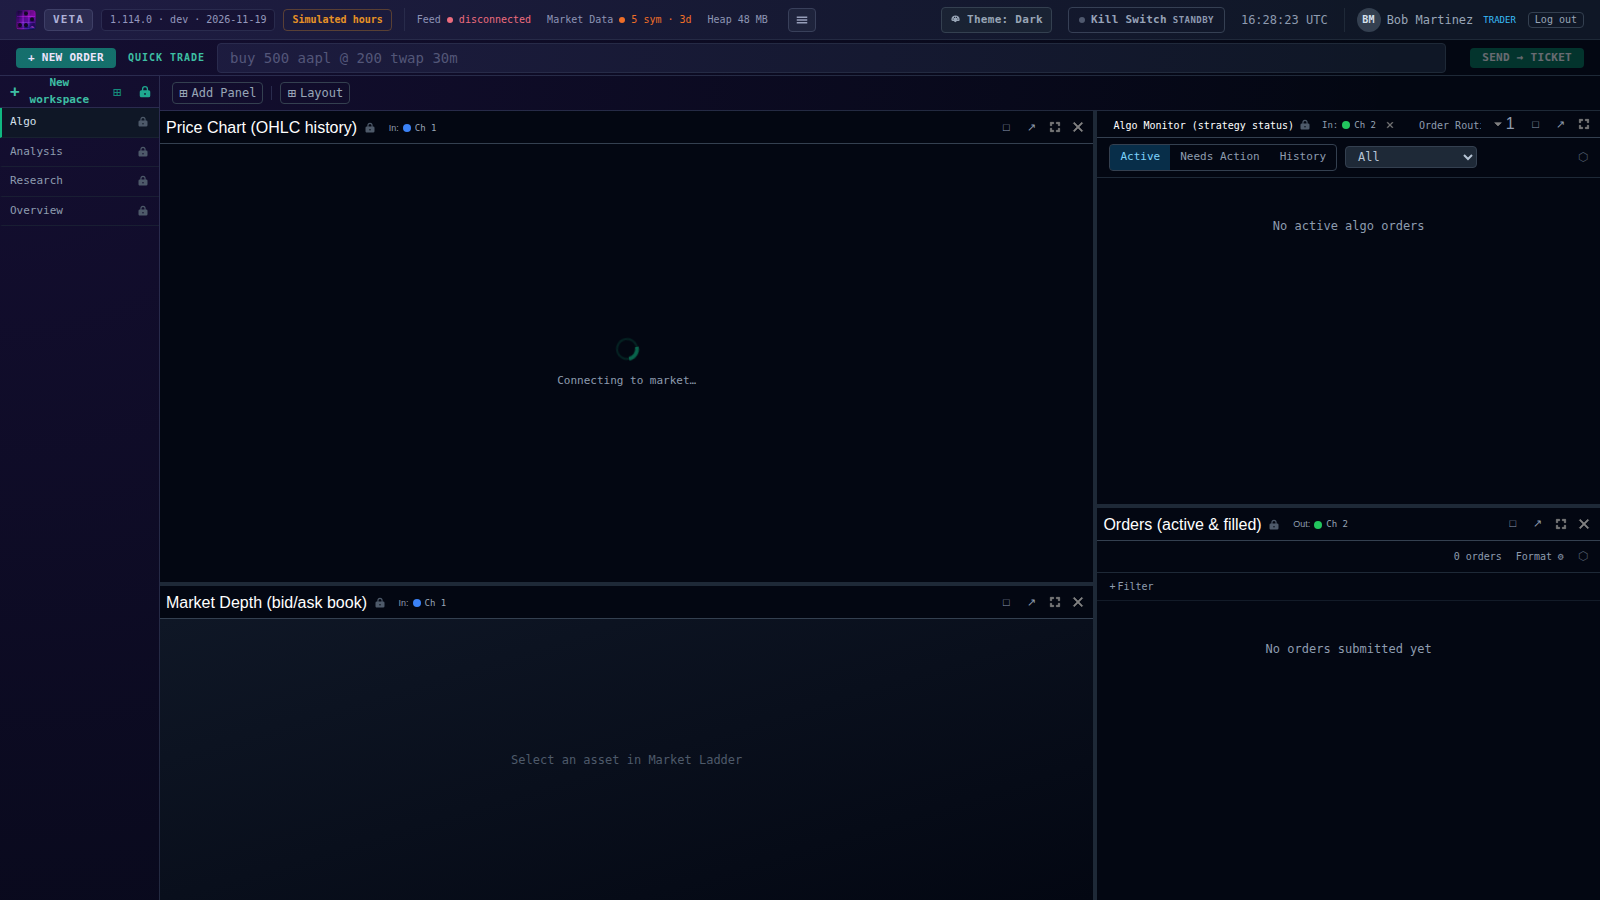 VETA 1.114.0 · dev · 2026-11-19 Simulated hours Feed disconnected Market Data 5 sym · 3d Heap 48 MB Theme: Dark Kill Switch STANDBY 16:28:23 UTC BM Bob Martinez TRADER Log out
+ NEW ORDER QUICK TRADE buy 500 aapl @ 200 twap 30m SEND → TICKET
+ New workspace
Algo
Analysis
Research
Overview
Add Panel Layout
Price Chart (OHLC history) In: Ch 1
Connecting to market…
Market Depth (bid/ask book) In: Ch 1
Select an asset in Market Ladder
Algo Monitor (strategy status) In: Ch 2 Order Rout 1
Active Needs Action History All
No active algo orders
Orders (active & filled) Out: Ch 2
0 orders Format
+ Filter
No orders submitted yet